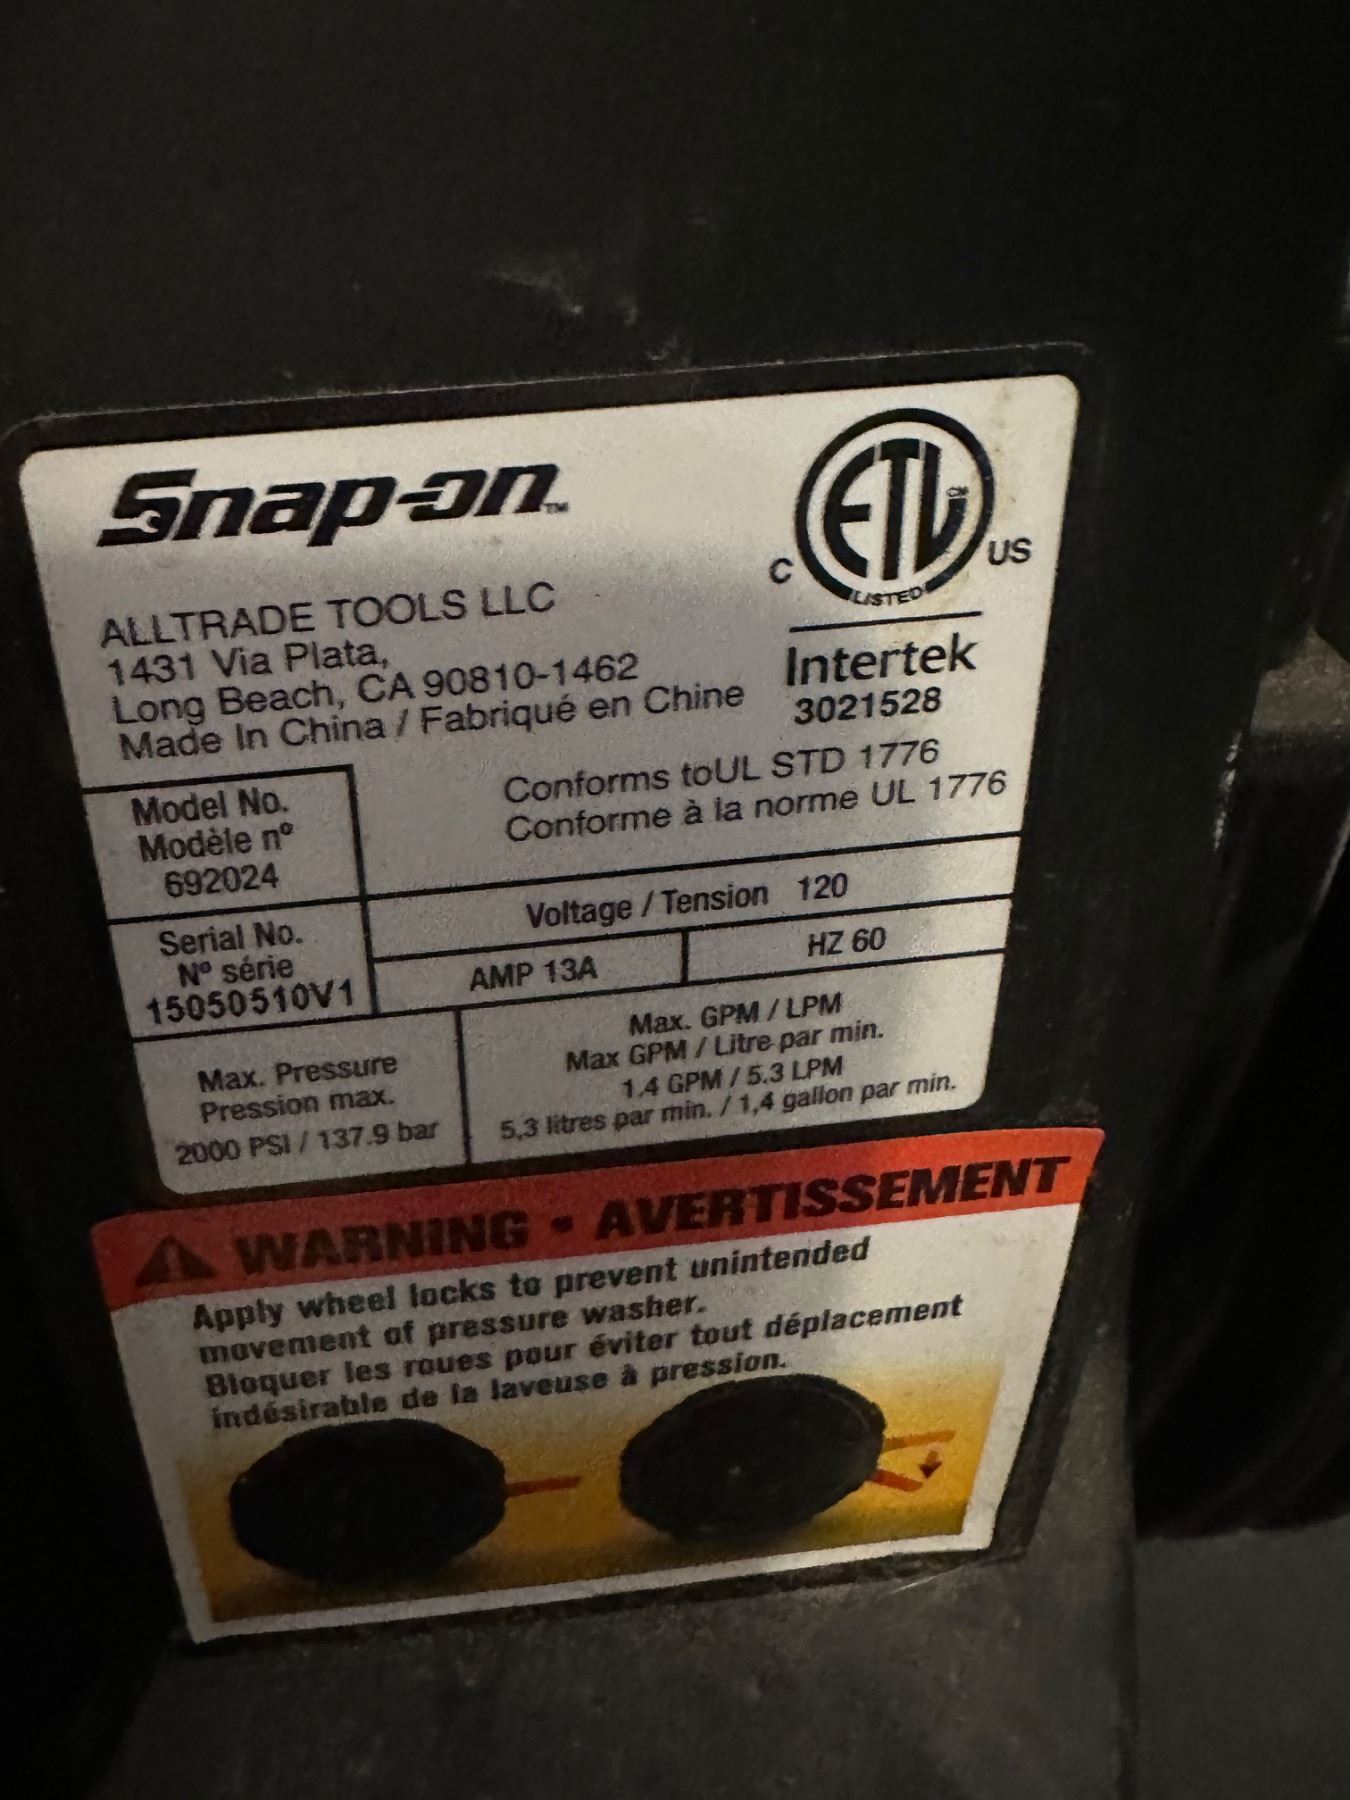 Snap-on™
ETL CM
LISTED
C US
Intertek
3021528
ALLTRADE TOOLS LLC
1431 Via Plata,
Long Beach, CA 90810-1462
Made In China / Fabriqué en Chine
Conforms toUL STD 1776
Conforme à la norme UL 1776
Model No.
Modèle nº
692024
Serial No.
Nº série
15050510V1
Voltage / Tension 120
AMP 13A
HZ 60
Max. Pressure
Pression max.
2000 PSI / 137.9 bar
Max. GPM / LPM
Max GPM / Litre par min.
1.4 GPM / 5.3 LPM
5,3 litres par min. / 1,4 gallon par min.
WARNING • AVERTISSEMENT
Apply wheel locks to prevent unintended
movement of pressure washer.
Bloquer les roues pour éviter tout déplacement
indésirable de la laveuse à pression.